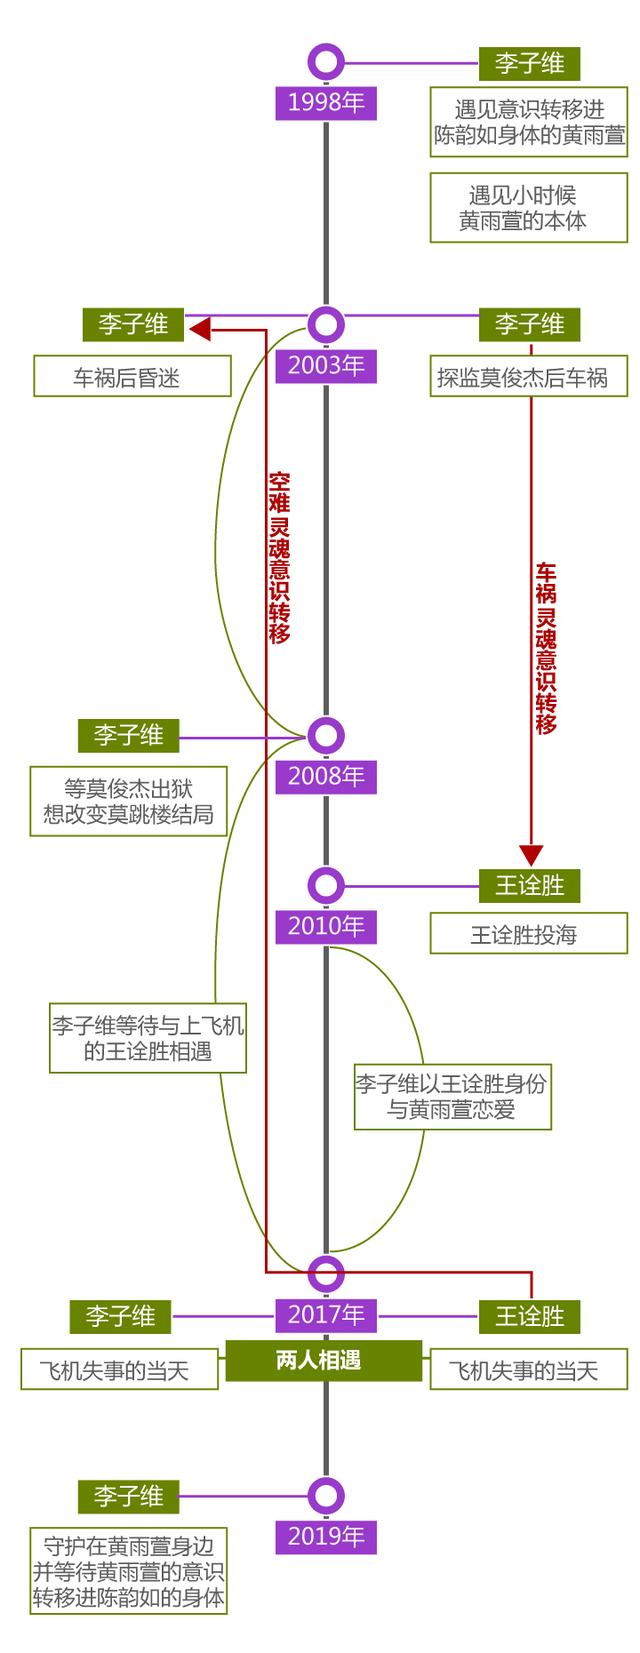 李子维
1998年
遇见意识转移进
陈韵如身体的黄雨萱
遇见小时候
黄雨萱的本体
李子维
李子维
2003年
车祸后昏迷
探监莫俊杰后车祸
空难 灵魂意识转移
车祸 灵魂意识转移
李子维
2008年
等莫俊杰出狱
想改变莫跳楼结局
王诠胜
2010年
王诠胜投海
李子维等待与上飞机
的王诠胜相遇
李子维以王诠胜身份
与黄雨萱恋爱
李子维
2017年
王诠胜
飞机失事的当天
两人相遇
飞机失事的当天
李子维
2019年
守护在黄雨萱身边
并等待黄雨萱的意识
转移进陈韵如的身体